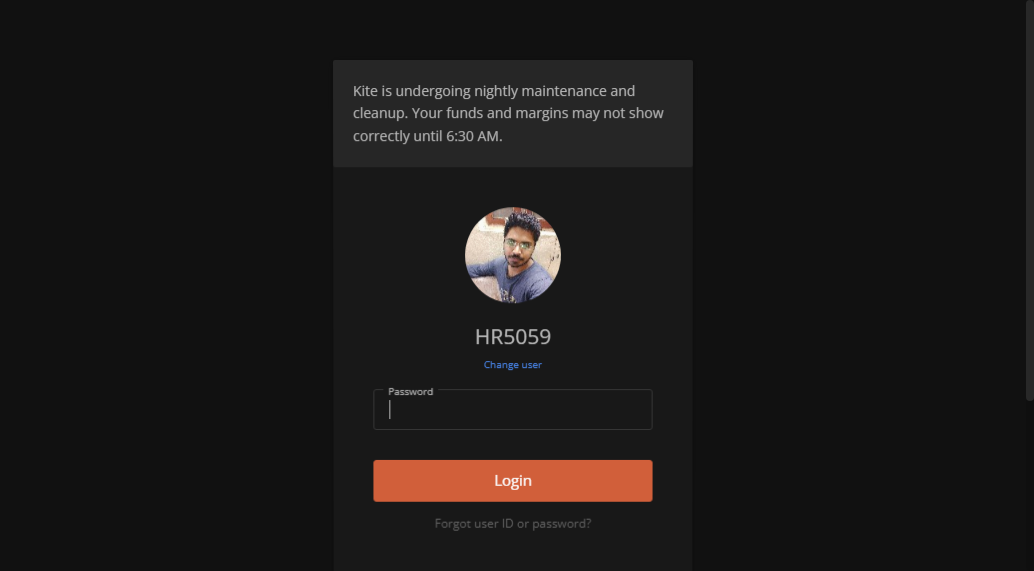 Kite is undergoing nightly maintenance and
cleanup. Your funds and margins may not show
correctly until 6:30 AM.
HR5059
Change user
Password
Login
Forgot user ID or password?